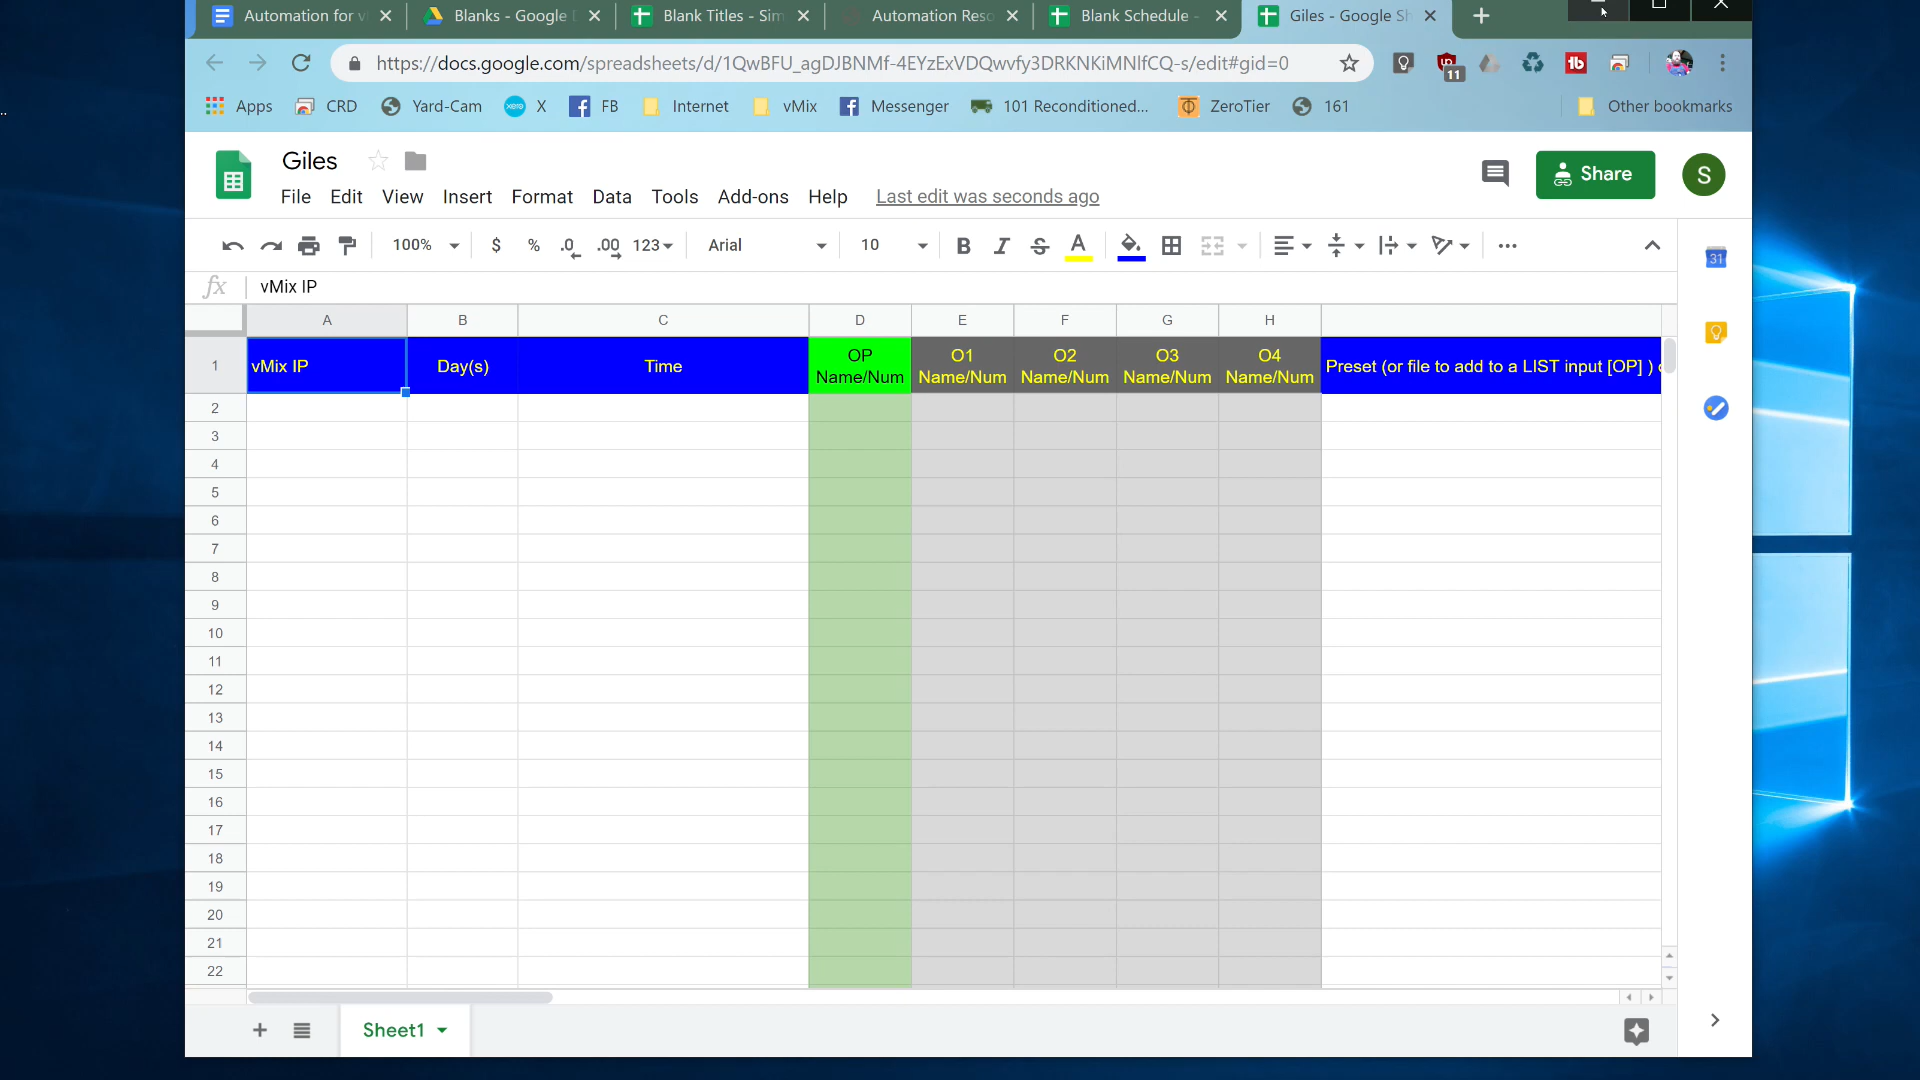 Automation for v
Blanks - Google D
Blank Titles - Sim
Automation Reso
Blank Schedule -
Giles - Google Sh
https://docs.google.com/spreadsheets/d/1QwBFU_agDJBNMf-4EYzExVDQwvfy3DRKNKiMNlfCQ-s/edit#gid=0
11
Apps
CRD
Yard-Cam
xero
X
FB
Internet
vMix
Messenger
101 Reconditioned...
ZeroTier
161
Other bookmarks
Giles
Share
S
File Edit View Insert Format Data Tools Add-ons Help Last edit was seconds ago
100% $ % .0 .00 123 Arial 10 B I S A
31
fx vMix IP
A B C D E F G H
1
vMix IP
Day(s)
Time
OP
Name/Num
O1
Name/Num
O2
Name/Num
O3
Name/Num
O4
Name/Num
Preset (or file to add to a LIST input [OP] )
2
3
4
5
6
7
8
9
10
11
12
13
14
15
16
17
18
19
20
21
22
Sheet1